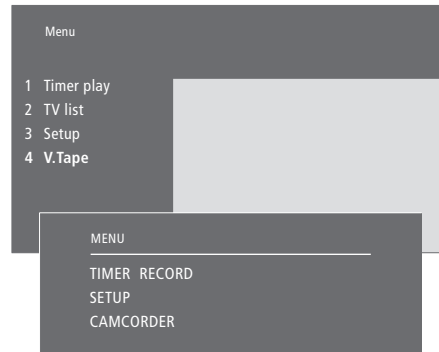 Menu
1 Timer play
2 TV list
3 Setup
4 V.Tape
MENU
TIMER RECORD
SETUP
CAMCORDER